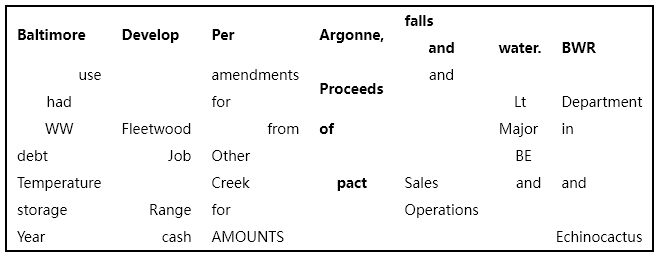 Baltimore Develop Per Argonne, falls and water. BWR
use amendments Proceeds and
had for Lt Department
WW Fleetwood from of Major in
debt Job Other BE
Temperature Creek pact Sales and and
storage Range for Operations
Year cash AMOUNTS Echinocactus